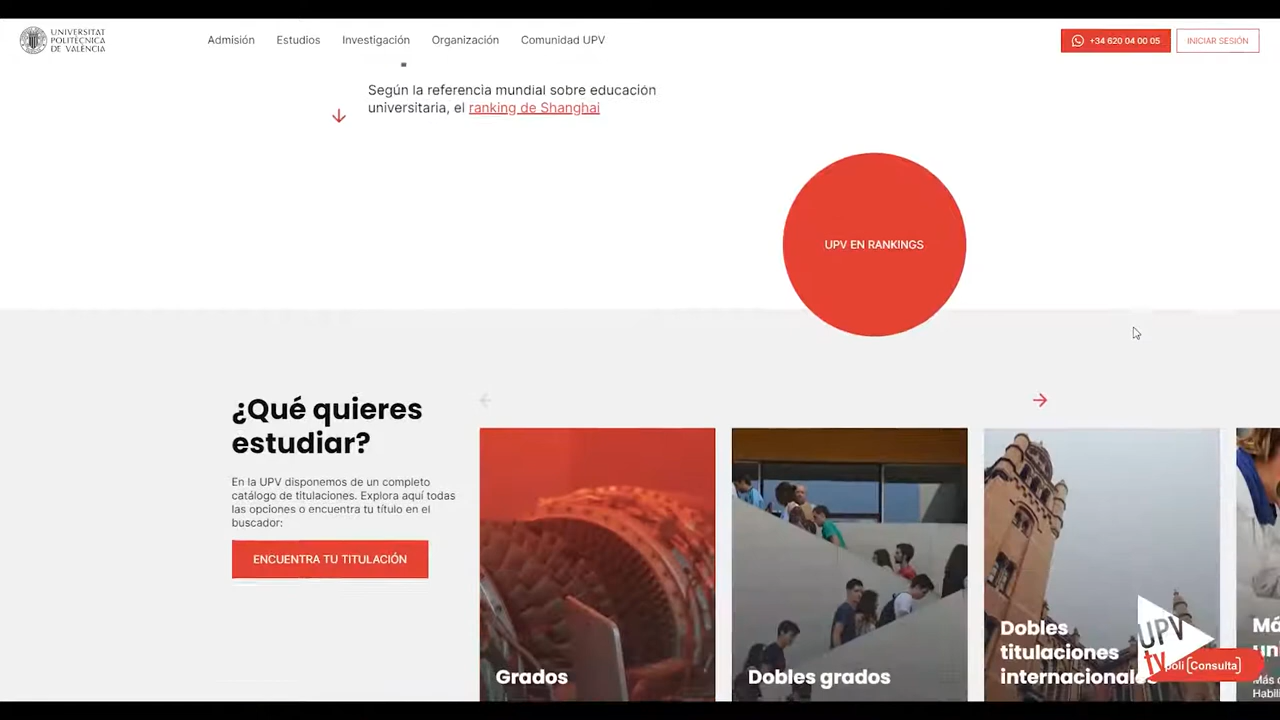 UNIVERSITAT
POLITÈCNICA
DE VALÈNCIA
Admisión
Estudios
Investigación
Organización
Comunidad UPV
+34 620 04 00 05
INICIAR SESIÓN
Según la referencia mundial sobre educación
universitaria, el ranking de Shanghai
UPV EN RANKINGS
¿Qué quieres
estudiar?
En la UPV disponemos de un completo
catálogo de titulaciones. Explora aquí todas
las opciones o encuentra tu título en el
buscador:
ENCUENTRA TU TITULACIÓN
Grados
Dobles grados
Dobles
titulaciones
internacionales
UPV
tv
poli [Consulta]